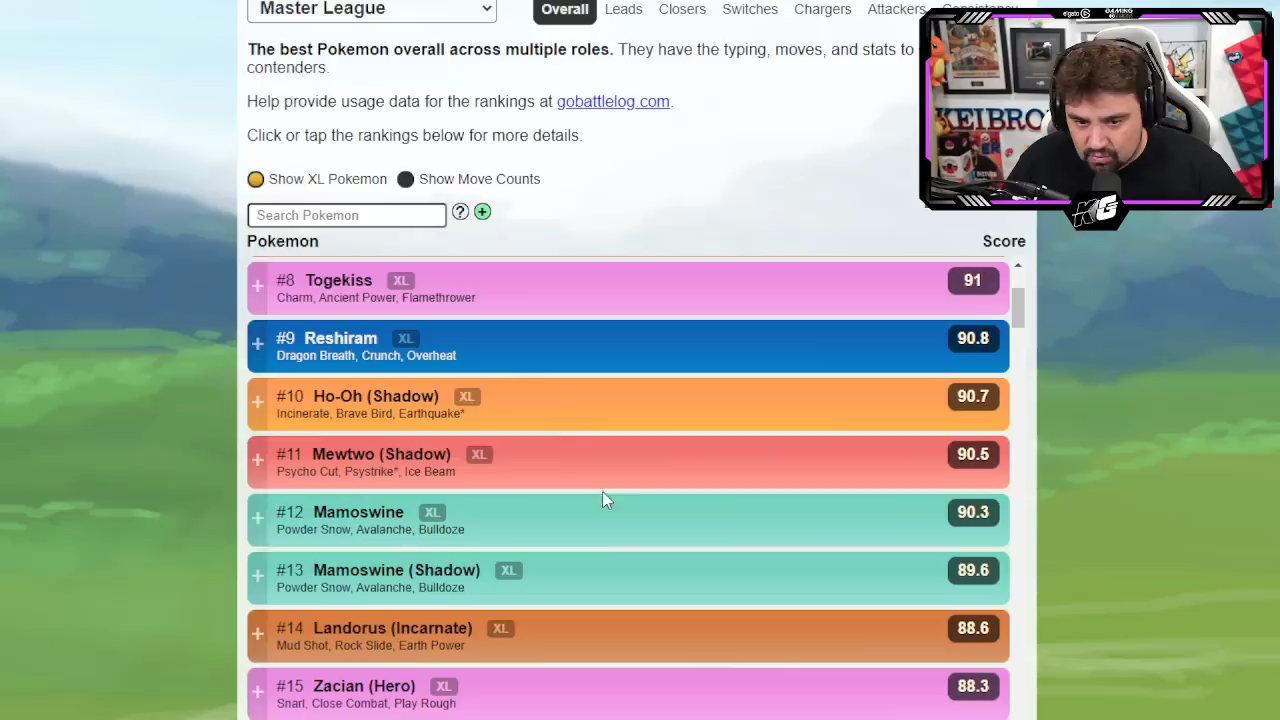 Master League
Overall Leads Closers Switches Chargers Attackers Consistency
The best Pokemon overall across multiple roles. They have the typing, moves, and stats to
contenders.
Help provide usage data for the rankings at gobattlelog.com.
Click or tap the rankings below for more details.
Show XL Pokemon Show Move Counts
Search Pokemon ? +
Pokemon Score
+ #8 Togekiss XL 91
Charm, Ancient Power, Flamethrower
+ #9 Reshiram XL 90.8
Dragon Breath, Crunch, Overheat
+ #10 Ho-Oh (Shadow) XL 90.7
Incinerate, Brave Bird, Earthquake*
+ #11 Mewtwo (Shadow) XL 90.5
Psycho Cut, Psystrike*, Ice Beam
+ #12 Mamoswine XL 90.3
Powder Snow, Avalanche, Bulldoze
+ #13 Mamoswine (Shadow) XL 89.6
Powder Snow, Avalanche, Bulldoze
+ #14 Landorus (Incarnate) XL 88.6
Mud Shot, Rock Slide, Earth Power
+ #15 Zacian (Hero) XL 88.3
Snarl, Close Combat, Play Rough
elgato GAMING
KEIBRO
KG